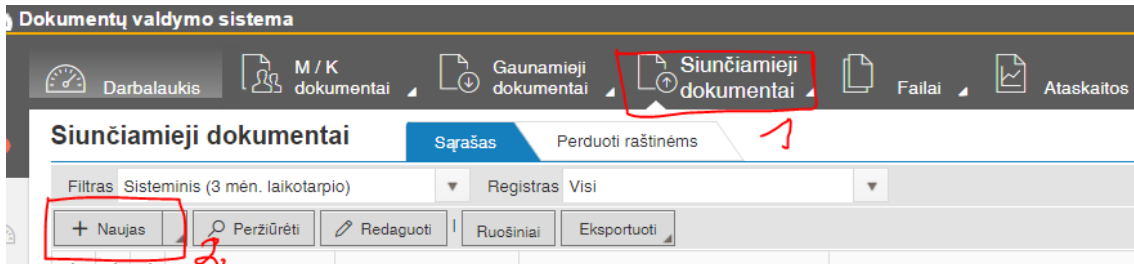 Dokumentų valdymo sistema
Darbalaukis
M / K
dokumentai
Gaunamieji
dokumentai
Siunčiamieji
dokumentai
Failai
Ataskaitos
1
Siunčiamieji dokumentai
Sąrašas
Perduoti raštinėms
Filtras Sisteminis (3 mėn. laikotarpio)
Registras Visi
+ Naujas
Peržiūrėti
Redaguoti
Ruošiniai
Eksportuoti
2.